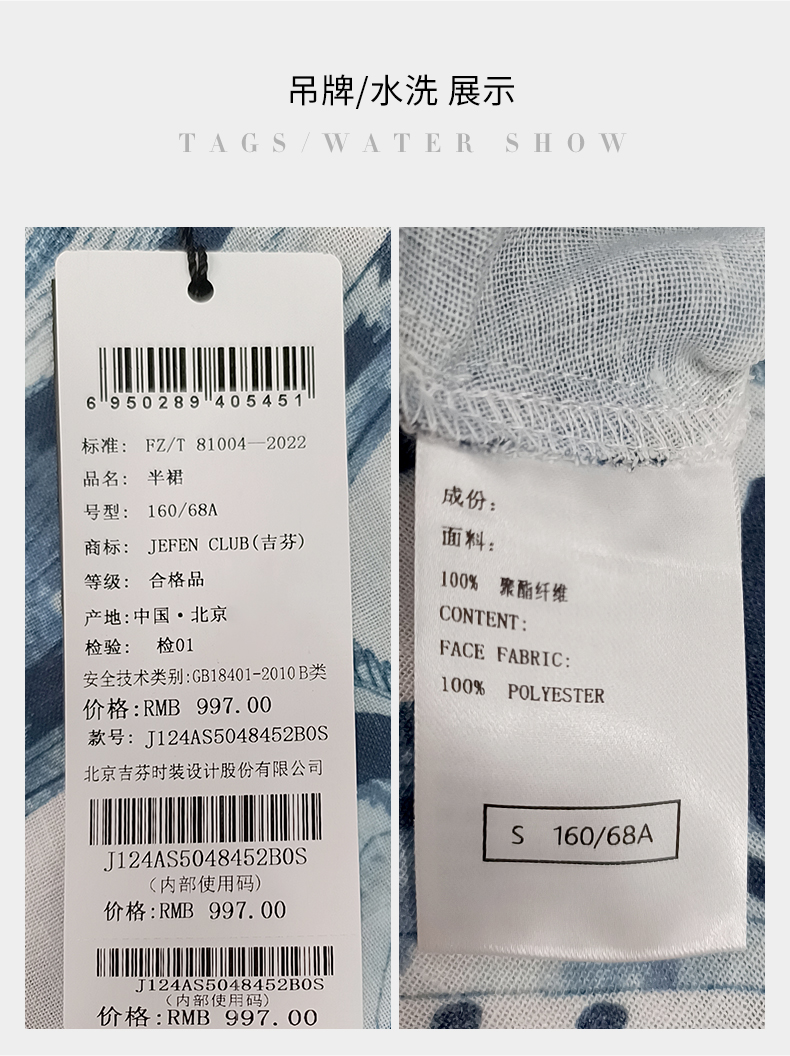 吊牌/水洗 展示
TAGS/WATER SHOW
6 950289 405451
标准: FZ/T 81004—2022
品名: 半裙
号型: 160/68A
商标: JEFEN CLUB(吉芬)
等级: 合格品
产地:中国·北京
检验: 检01
安全技术类别:GB18401-2010B类
价格:RMB 997.00
款号: J124AS5048452B0S
北京吉芬时装设计股份有限公司
J124AS5048452B0S
(内部使用码)
价格:RMB 997.00
J124AS5048452B0S
(内部使用码)
价格:RMB 997.00
成份:
面料:
100% 聚酯纤维
CONTENT:
FACE FABRIC:
100% POLYESTER
S 160/68A